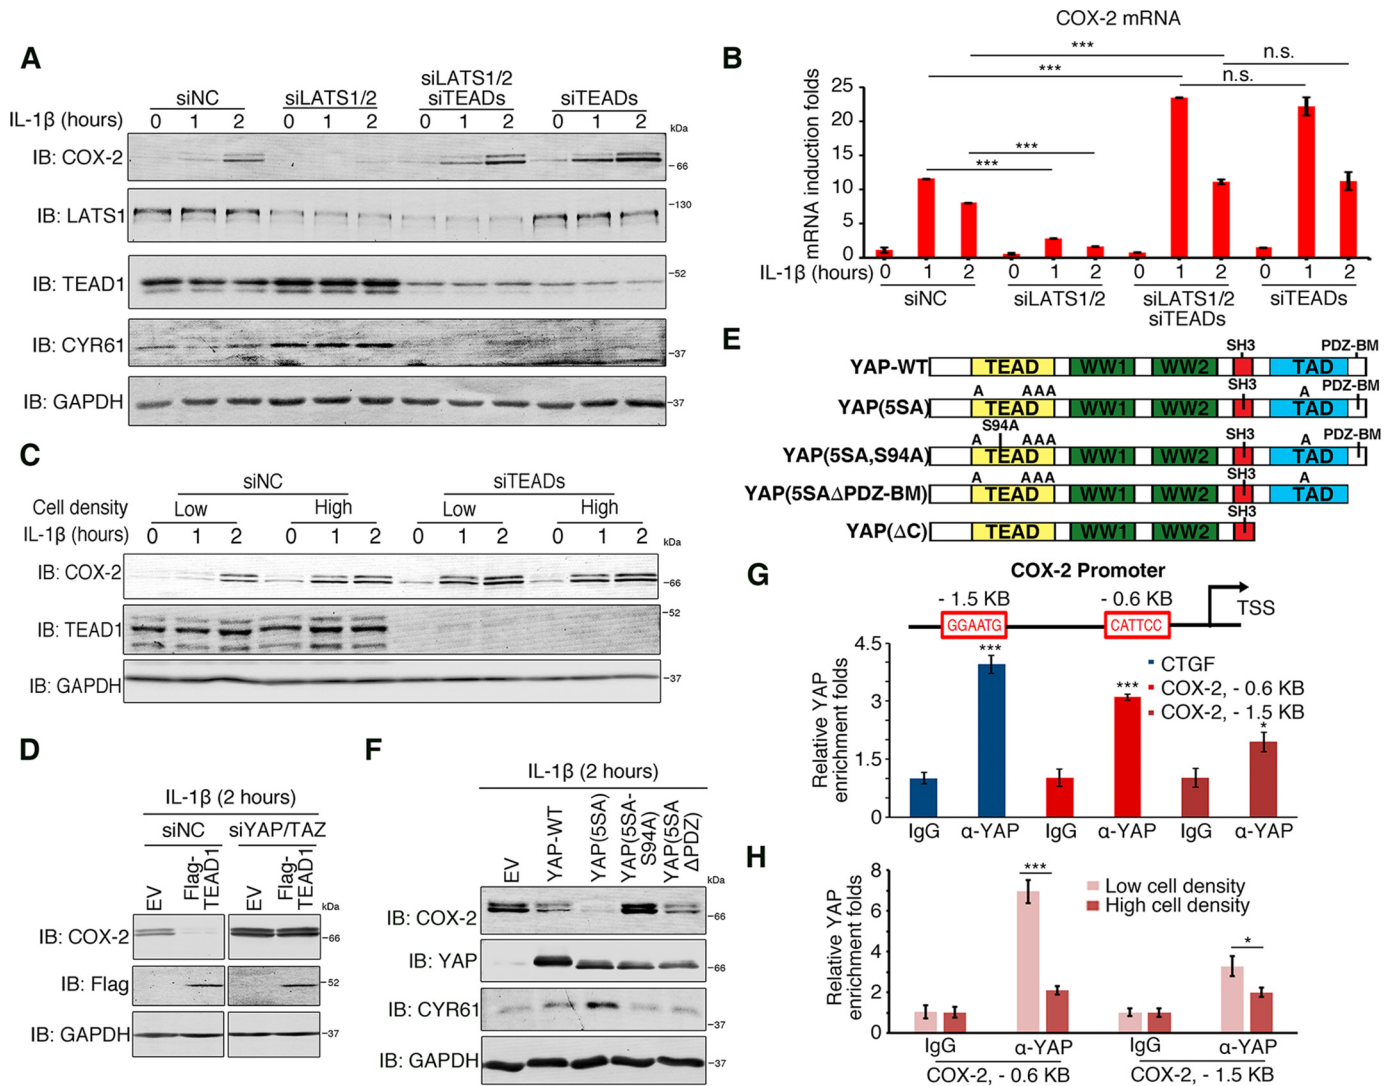 A
siNC
siLATS1/2
siLATS1/2
siTEADs
siTEADs
IL-1β (hours)
0 1 2 0 1 2 0 1 2 0 1 2
kDa
IB: COX-2
66
IB: LATS1
130
IB: TEAD1
52
IB: CYR61
37
IB: GAPDH
37
B
COX-2 mRNA
mRNA induction folds
25
20
15
10
5
0
***
***
***
***
n.s.
n.s.
IL-1β (hours)
0 1 2 0 1 2 0 1 2 0 1 2
siNC
siLATS1/2
siLATS1/2
siTEADs
siTEADs
C
siNC
siTEADs
Cell density
Low High Low High
IL-1β (hours)
0 1 2 0 1 2 0 1 2 0 1 2
kDa
IB: COX-2
66
IB: TEAD1
52
IB: GAPDH
37
D
IL-1β (2 hours)
siNC
siYAP/TAZ
EV
Flag-
TEAD1
EV
Flag-
TEAD1
kDa
IB: COX-2
66
IB: Flag
52
IB: GAPDH
37
E
YAP-WT
TEAD WW1 WW2 SH3 TAD PDZ-BM
YAP(5SA)
A AAA A
TEAD WW1 WW2 SH3 TAD PDZ-BM
YAP(5SA,S94A)
A S94A AAA A
TEAD WW1 WW2 SH3 TAD PDZ-BM
YAP(5SAΔPDZ-BM)
A AAA A
TEAD WW1 WW2 SH3 TAD
YAP(ΔC)
TEAD WW1 WW2 SH3
F
IL-1β (2 hours)
EV
YAP-WT
YAP(5SA)
YAP(5SA-
S94A)
YAP(5SA
ΔPDZ)
kDa
IB: COX-2
66
IB: YAP
66
IB: CYR61
37
IB: GAPDH
37
G
COX-2 Promoter
- 1.5 KB
- 0.6 KB
GGAATG
CATTCC
TSS
Relative YAP
enrichment folds
4.5
3
1.5
0
***
***
*
CTGF
COX-2, - 0.6 KB
COX-2, - 1.5 KB
IgG α-YAP IgG α-YAP IgG α-YAP
H
Relative YAP
enrichment folds
8
6
4
2
0
***
*
Low cell density
High cell density
IgG α-YAP IgG α-YAP
COX-2, - 0.6 KB
COX-2, - 1.5 KB